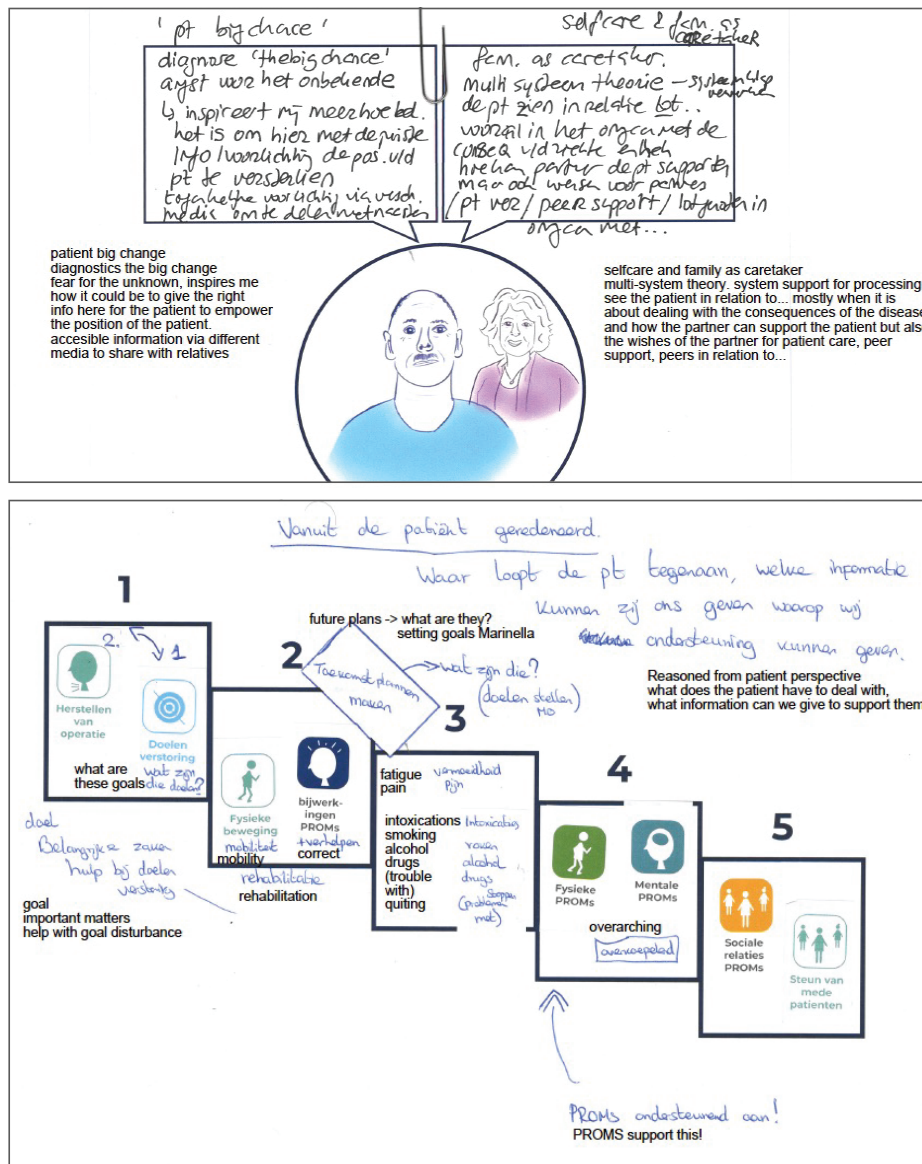 'pt big chace'
selfcare & fam. as
CARETAKER
diagnose 'the big chace'
angst voor het onbekende
↳ inspireert mij meer hoe bel.
het is om hier met de juiste
info/voorlichting de pos. v/d
pt te versterken
toegankelijke voorlichting via versch.
media om te delen met naasten
fam. as caretaker.
multi systeem theorie –
de pt zien in relatie tot...
vooral in het omgaan met de
conseq v/d ziekte en
hoe kan partner de pt supporten
maar ook wensen voor partner
/pt verz/peer support/lotgenoten in
omgaan met...
patient big change
diagnostics the big change
fear for the unknown, inspires me
how it could be to give the right
info here for the patient to empower
the position of the patient.
accesible information via different
media to share with relatives
selfcare and family as caretaker
multi-system theory. system support for processing
see the patient in relation to... mostly when it is
about dealing with the consequences of the disease
and how the partner can support the patient but als
the wishes of the partner for patient care, peer
support, peers in relation to...
Vanuit de patiënt geredeneerd.
Waar loopt de pt tegenaan, welke informatie
kunnen zij ons geven waarop wij
ondersteuning kunnen geven.
Reasoned from patient perspective
what does the patient have to deal with,
what information can we give to support them
1
2. 1
Herstellen
van
operatie
Doelen
verstoring
what are
these goals
wat zijn
die doelen?
doel
Belangrijke zaken
hulp bij doelen
verstoring
goal
important matters
help with goal disturbance
future plans -> what are they?
setting goals Marinella
2
Toekomst plannen
maken
wat zijn die?
(doelen stellen)
Fysieke
beweging
mobiliteit
mobility
bijwerk-
ingen
PROMs
+verhelpen
correct
rehabilitatie
rehabilitation
3
fatigue vermoeidheid
pain pijn
intoxications Intoxicaties
smoking roken
alcohol alcohol
drugs drugs
(trouble stoppen
with) (problemen
quiting met)
4
Fysieke
PROMs
Mentale
PROMs
overarching
overkoepelend
5
Sociale
relaties
PROMs
Steun van
mede
patienten
PROMS ondersteunend aan!
PROMS support this!